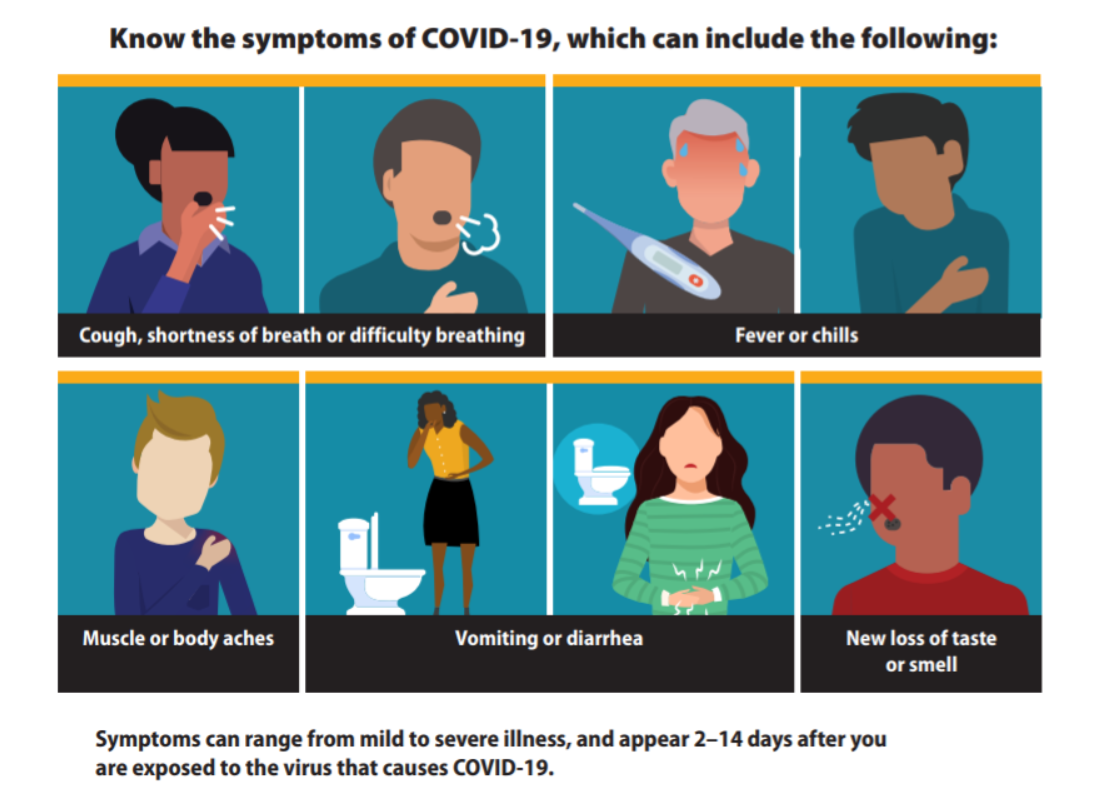 Know the symptoms of COVID-19, which can include the following:
Cough, shortness of breath or difficulty breathing
Fever or chills
Muscle or body aches
Vomiting or diarrhea
New loss of taste
or smell
Symptoms can range from mild to severe illness, and appear 2–14 days after you
are exposed to the virus that causes COVID-19.